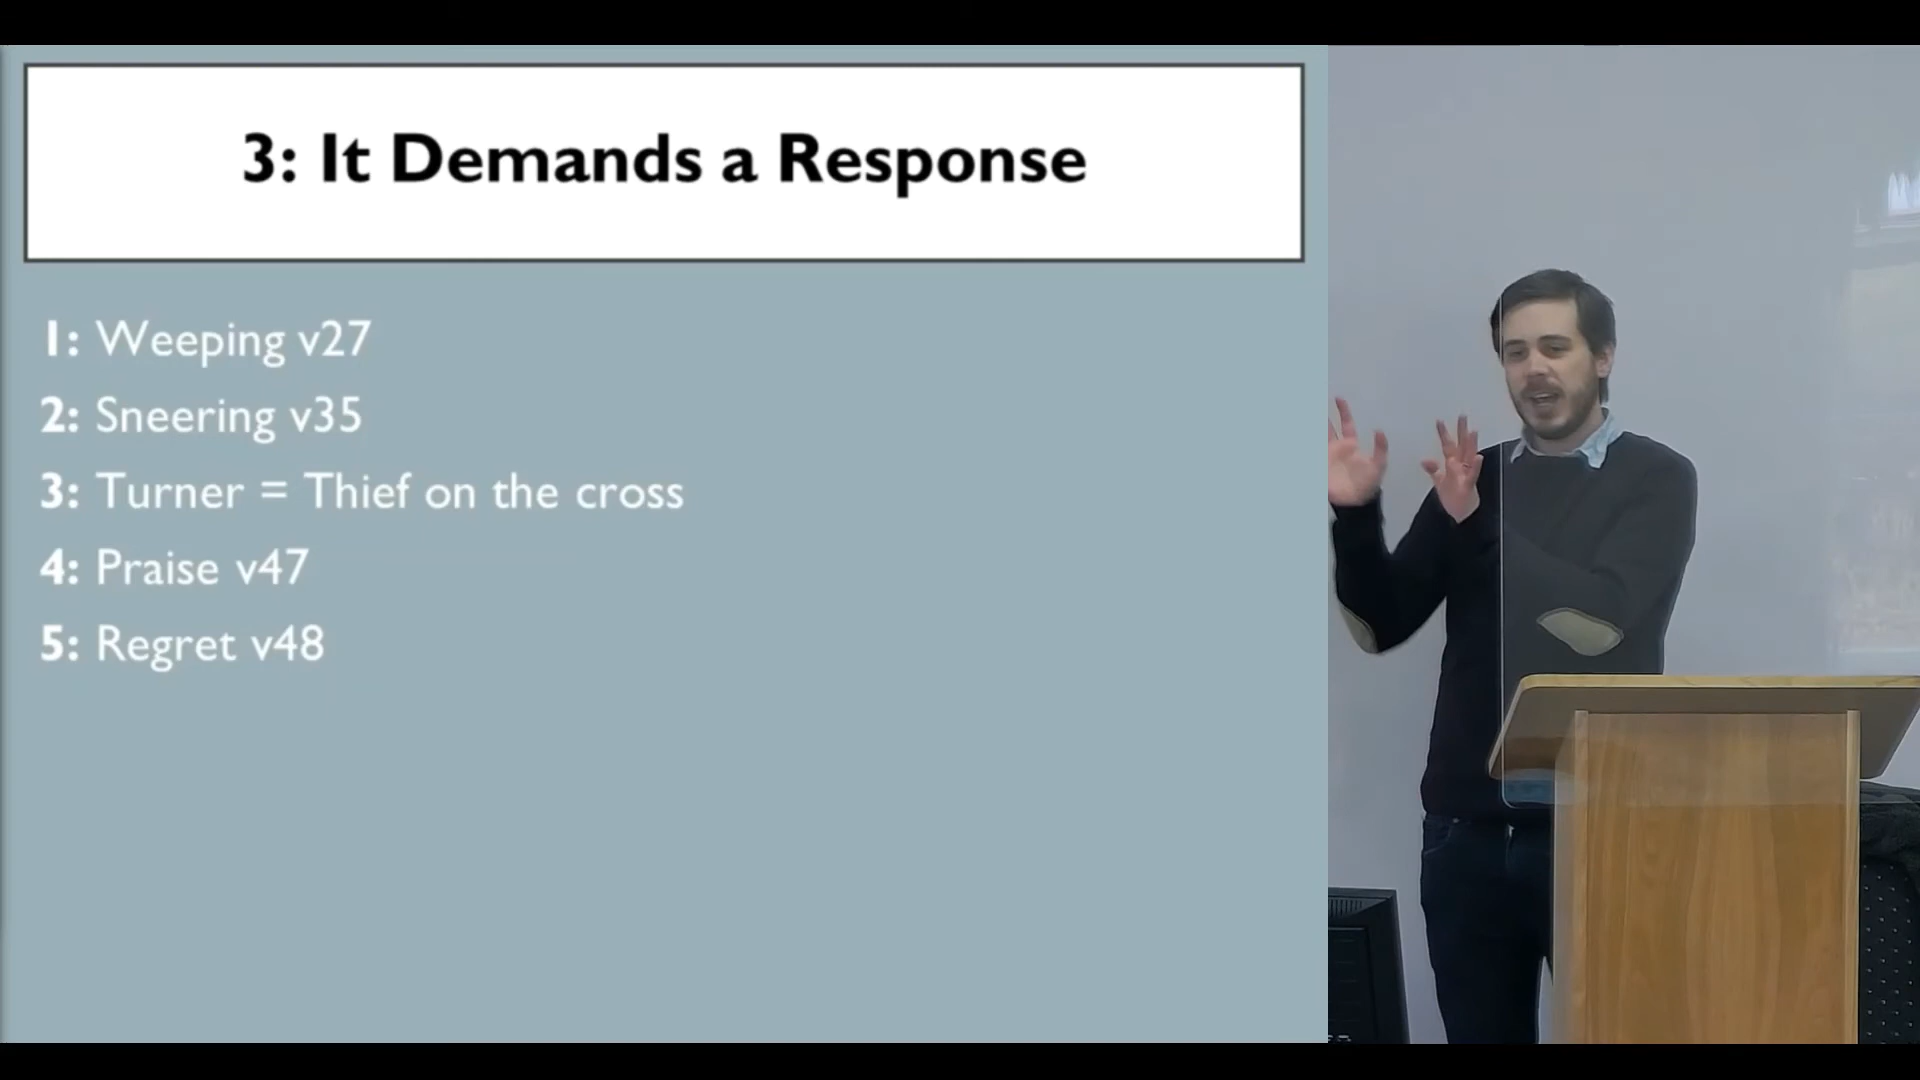 3: It Demands a Response
1: Weeping v27
2: Sneering v35
3: Turner = Thief on the cross
4: Praise v47
5: Regret v48